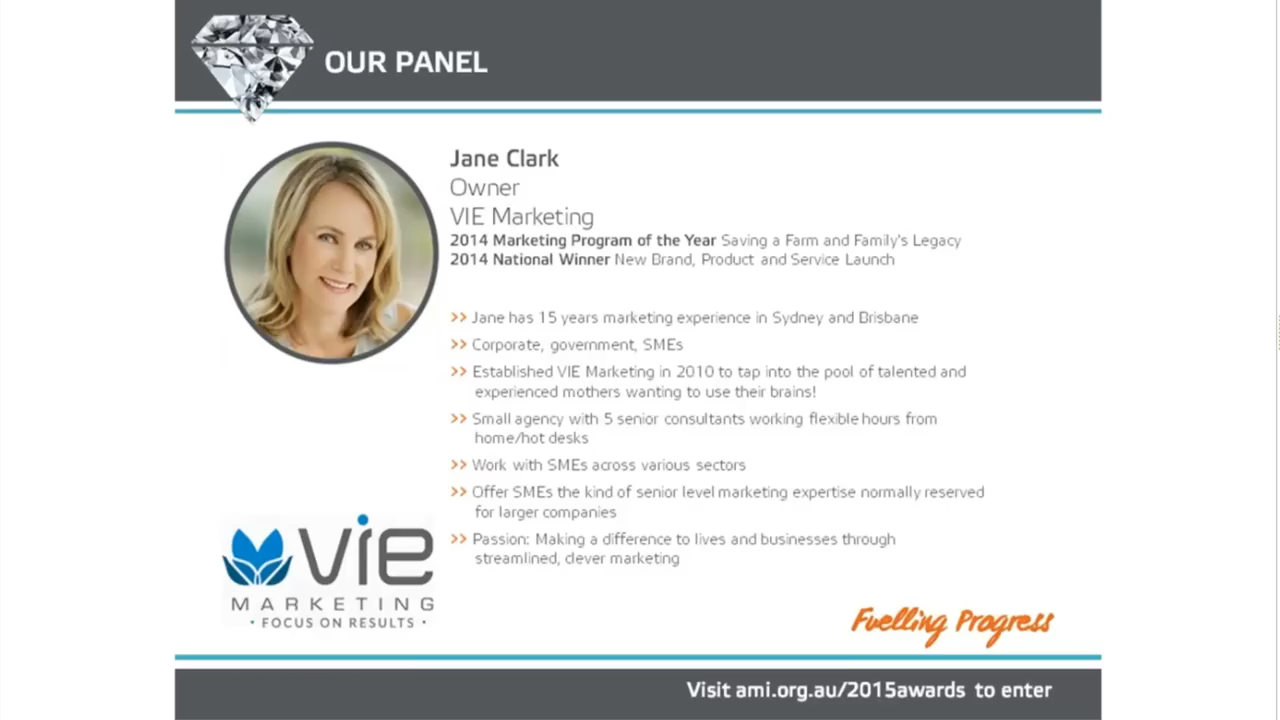 OUR PANEL
Jane Clark
Owner
VIE Marketing
2014 Marketing Program of the Year Saving a Farm and Family's Legacy
2014 National Winner New Brand, Product and Service Launch
>> Jane has 15 years marketing experience in Sydney and Brisbane
>> Corporate, government, SMEs
>> Established VIE Marketing in 2010 to tap into the pool of talented and
experienced mothers wanting to use their brains!
>> Small agency with 5 senior consultants working flexible hours from
home/hot desks
>> Work with SMEs across various sectors
>> Offer SMEs the kind of senior level marketing expertise normally reserved
for larger companies
>> Passion: Making a difference to lives and businesses through
streamlined, clever marketing
vie
MARKETING
• FOCUS ON RESULTS •
Fuelling Progress
Visit ami.org.au/2015awards to enter